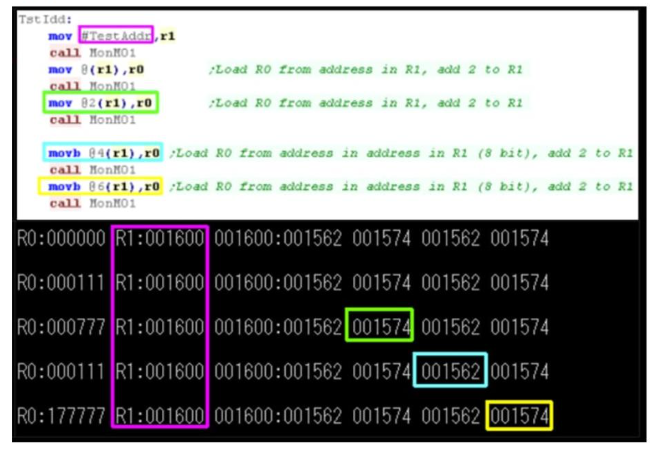 TstIdd:
mov #TestAddr,r1
call MonMO1
mov @(r1),r0 ;Load R0 from address in R1, add 2 to R1
call MonMO1
mov @2(r1),r0 ;Load R0 from address in R1, add 2 to R1
call MonMO1
movb @4(r1),r0 ;Load R0 from address in address in R1 (8 bit), add 2 to R1
call MonMO1
movb @6(r1),r0 ;Load R0 from address in address in R1 (8 bit), add 2 to R1
call MonMO1
R0:000000 R1:001600 001600:001562 001574 001562 001574
R0:000111 R1:001600 001600:001562 001574 001562 001574
R0:000777 R1:001600 001600:001562 001574 001562 001574
R0:000111 R1:001600 001600:001562 001574 001562 001574
R0:177777 R1:001600 001600:001562 001574 001562 001574